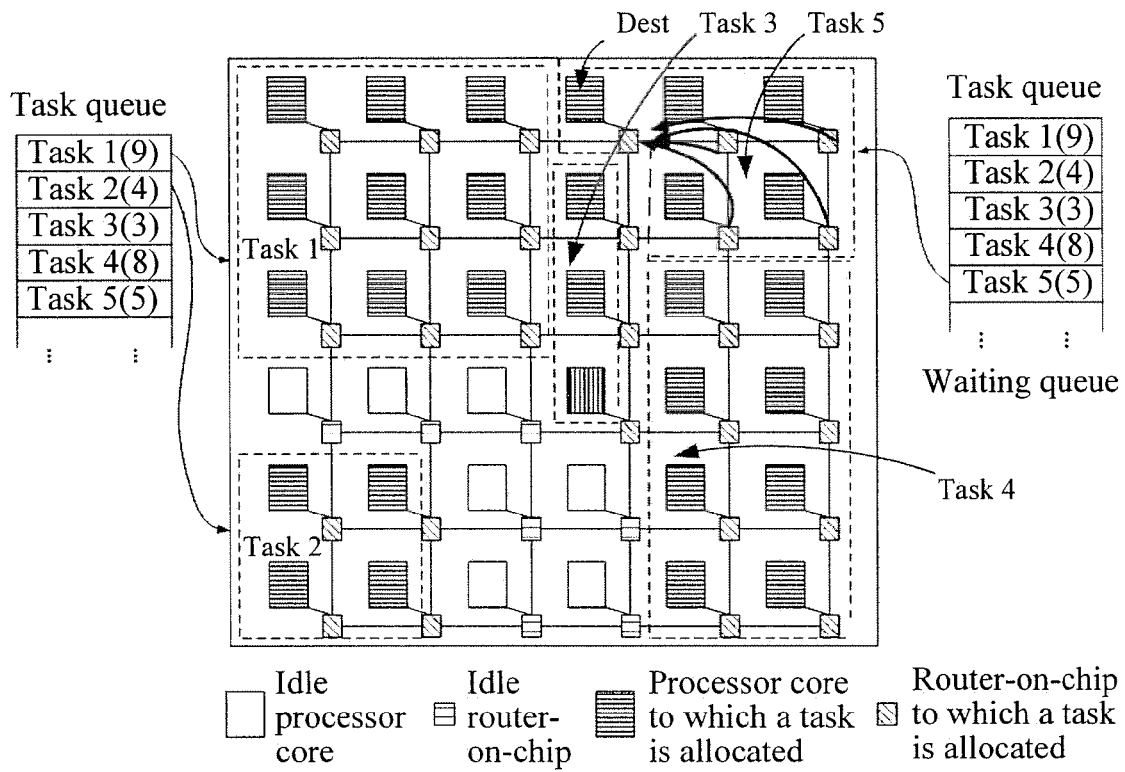 Dest Task 3 Task 5
Task queue
Task 1(9)
Task 2(4)
Task 3(3)
Task 4(8)
Task 5(5)
...
...
Task 1
Task 2
Task queue
Task 1(9)
Task 2(4)
Task 3(3)
Task 4(8)
Task 5(5)
...
...
Waiting queue
Task 4
Idle
processor
core
Idle
router-
on-chip
Processor core
to which a task
is allocated
Router-on-chip
to which a task
is allocated